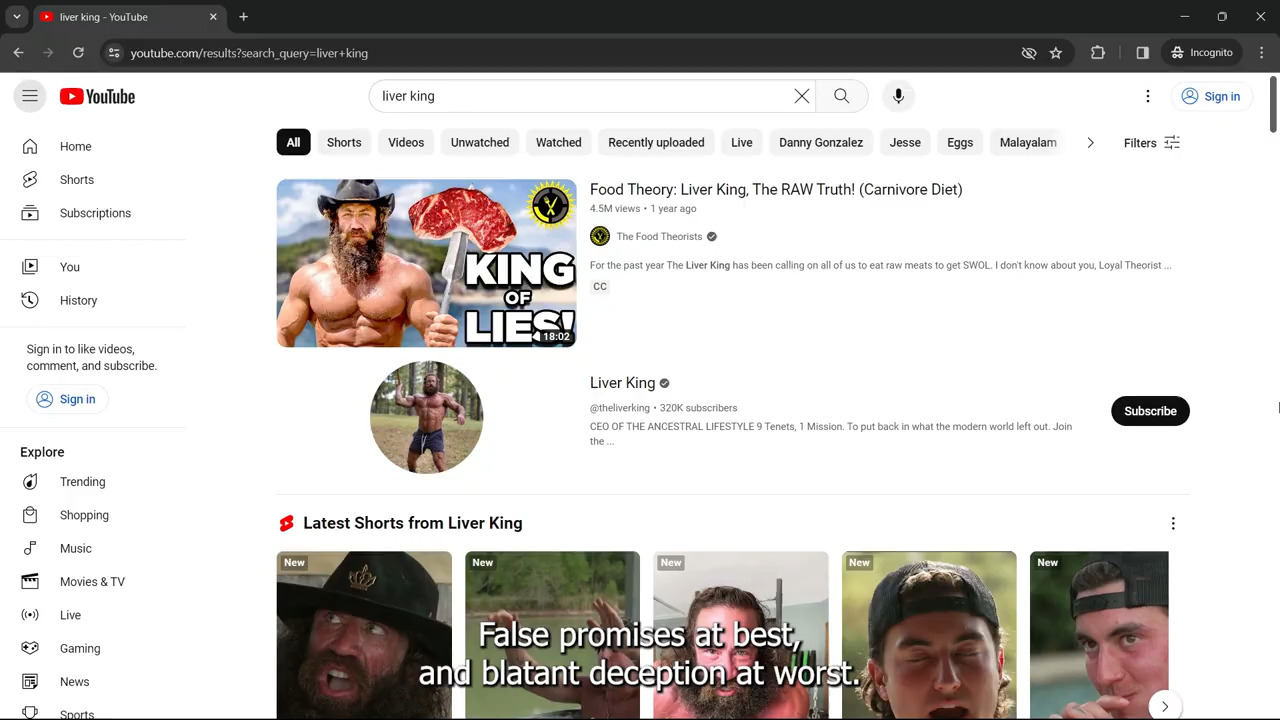 liver king - YouTube
youtube.com/results?search_query=liver+king
Incognito
YouTube
liver king
Sign in
All
Shorts
Videos
Unwatched
Watched
Recently uploaded
Live
Danny Gonzalez
Jesse
Eggs
Malayalam
Filters
Home
Shorts
Subscriptions
You
History
Sign in to like videos,
comment, and subscribe.
Sign in
Explore
Trending
Shopping
Music
Movies & TV
Live
Gaming
News
Sports
KING
OF
LIES!
18:02
Food Theory: Liver King, The RAW Truth! (Carnivore Diet)
4.5M views • 1 year ago
The Food Theorists
For the past year The Liver King has been calling on all of us to eat raw meats to get SWOL. I don't know about you, Loyal Theorist ...
CC
Liver King
@theliverking • 320K subscribers
CEO OF THE ANCESTRAL LIFESTYLE 9 Tenets, 1 Mission. To put back in what the modern world left out. Join
the ...
Subscribe
Latest Shorts from Liver King
New
New
New
New
New
False promises at best,
and blatant deception at worst.